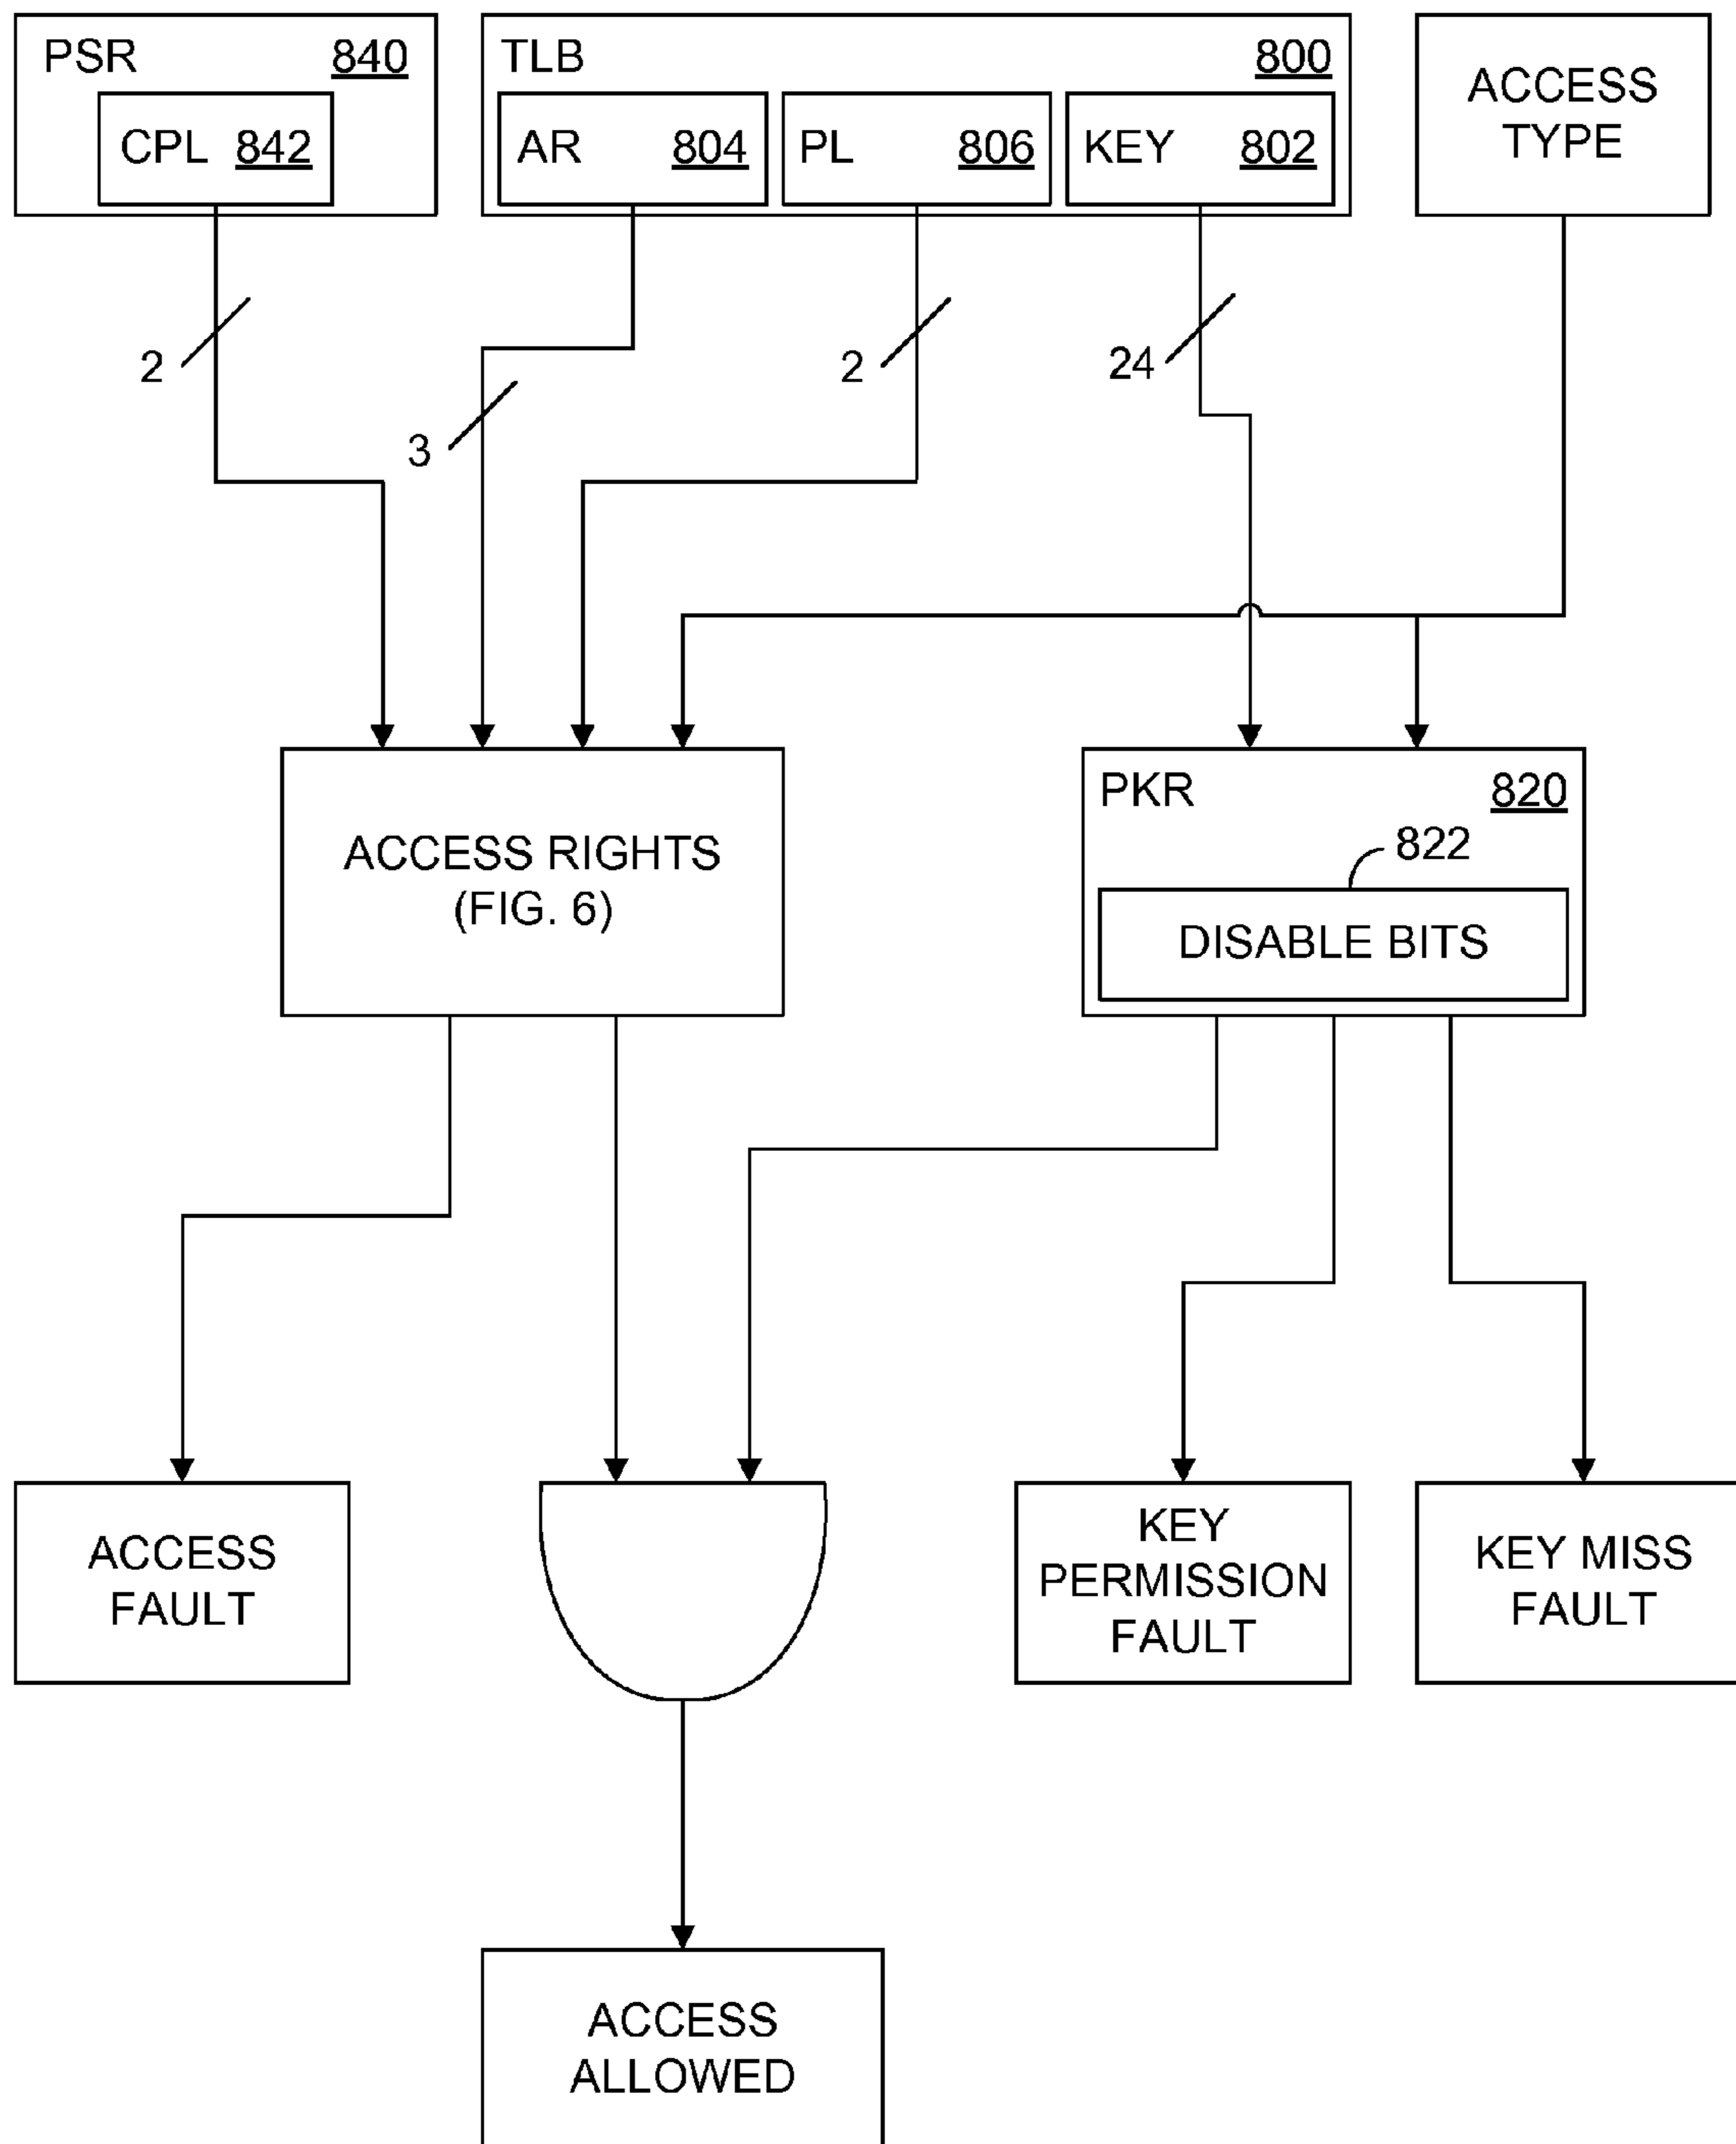 PSR 840
TLB 800
ACCESS
TYPE
CPL 842
AR 804
PL 806
KEY 802
2
3
2
24
ACCESS RIGHTS
(FIG. 6)
PKR 820
822
DISABLE BITS
ACCESS
FAULT
KEY
PERMISSION
FAULT
KEY MISS
FAULT
ACCESS
ALLOWED